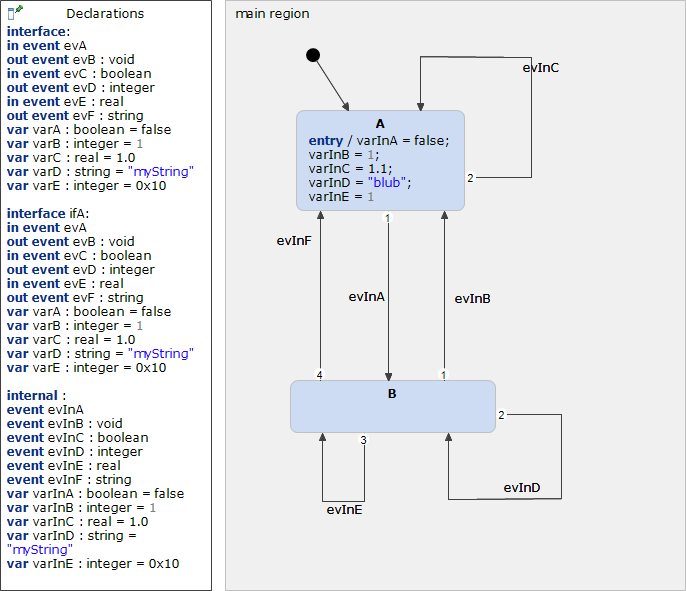 Declarations
interface:
in event evA
out event evB : void
in event evC : boolean
out event evD : integer
in event evE : real
out event evF : string
var varA : boolean = false
var varB : integer = 1
var varC : real = 1.0
var varD : string = "myString"
var varE : integer = 0x10
interface ifA:
in event evA
out event evB : void
in event evC : boolean
out event evD : integer
in event evE : real
out event evF : string
var varA : boolean = false
var varB : integer = 1
var varC : real = 1.0
var varD : string = "myString"
var varE : integer = 0x10
internal :
event evInA
event evInB : void
event evInC : boolean
event evInD : integer
event evInE : real
event evInF : string
var varInA : boolean = false
var varInB : integer = 1
var varInC : real = 1.0
var varInD : string =
"myString"
var varInE : integer = 0x10
main region
evInC
A
entry / varInA = false;
varInB = 1;
varInC = 1.1;
varInD = "blub";
varInE = 1
2
1
evInF
evInA
evInB
4
1
B
2
3
evInD
evInE